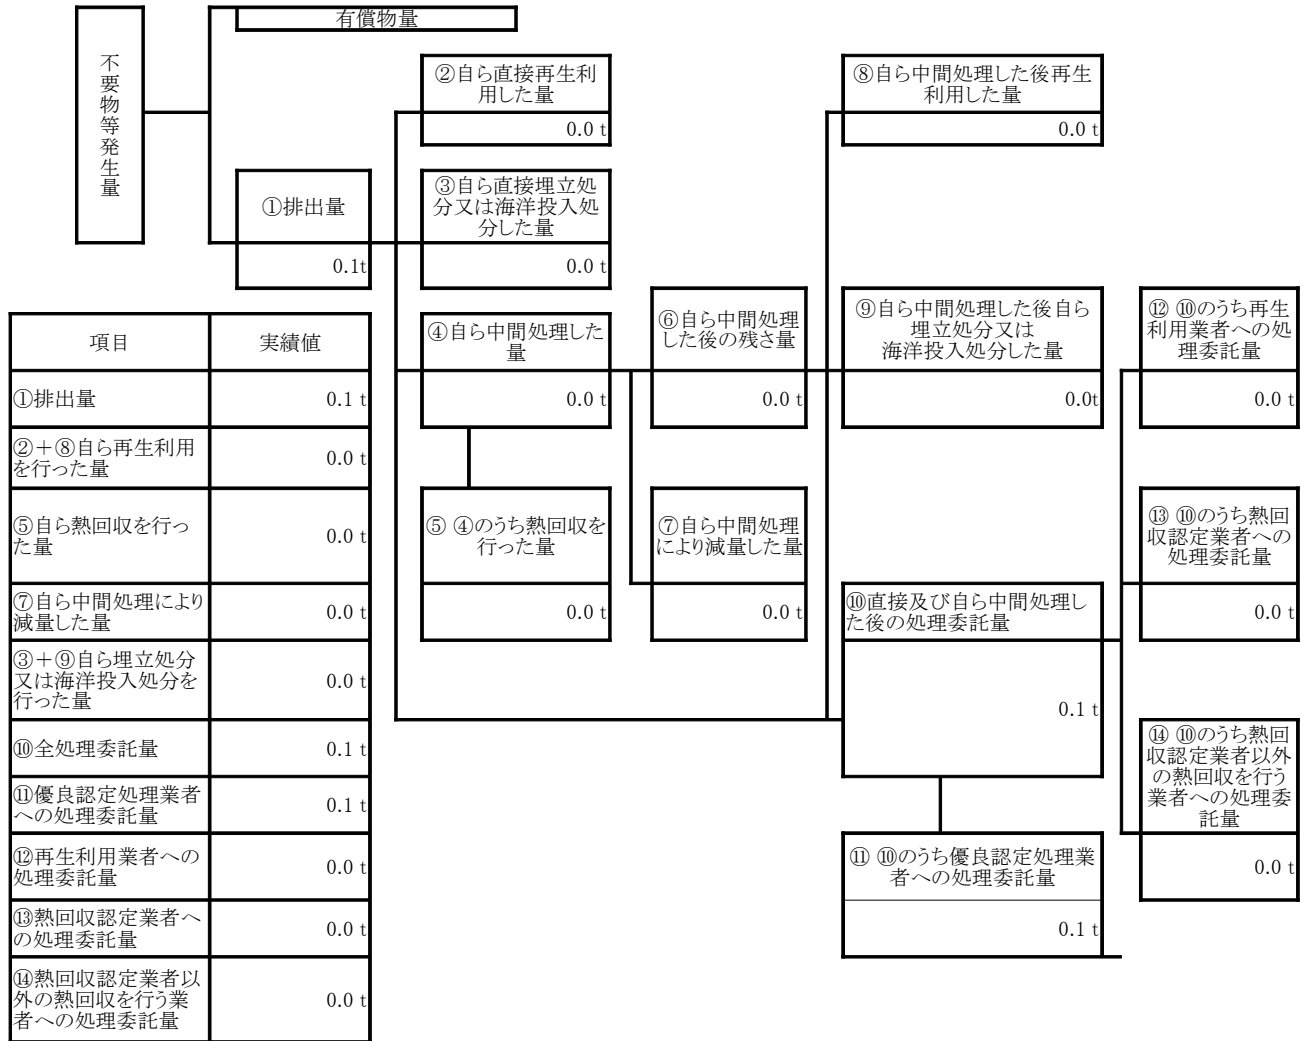 有償物量
不要物等発生量
②自ら直接再生利
用した量
0.0 t
⑧自ら中間処理した後再生
利用した量
0.0 t
①排出量
0.1t
③自ら直接埋立処
分又は海洋投入処
分した量
0.0 t
④自ら中間処理した
量
0.0 t
⑥自ら中間処理
した後の残さ量
0.0 t
⑨自ら中間処理した後自ら
埋立処分又は
海洋投入処分した量
0.0t
⑫ ⑩のうち再生
利用業者への処
理委託量
0.0 t
⑤ ④のうち熱回収を
行った量
0.0 t
⑦自ら中間処理
により減量した量
0.0 t
⑬ ⑩のうち熱回
収認定業者への
処理委託量
0.0 t
⑩直接及び自ら中間処理し
た後の処理委託量
0.1 t
⑭ ⑩のうち熱回
収認定業者以外
の熱回収を行う
業者への処理委
託量
0.0 t
⑪ ⑩のうち優良認定処理業
者への処理委託量
0.1 t
項目 実績値
①排出量 0.1 t
②＋⑧自ら再生利用
を行った量 0.0 t
⑤自ら熱回収を行っ
た量 0.0 t
⑦自ら中間処理により
減量した量 0.0 t
③＋⑨自ら埋立処分
又は海洋投入処分を
行った量 0.0 t
⑩全処理委託量 0.1 t
⑪優良認定処理業者
への処理委託量 0.1 t
⑫再生利用業者への
処理委託量 0.0 t
⑬熱回収認定業者へ
の処理委託量 0.0 t
⑭熱回収認定業者以
外の熱回収を行う業
者への処理委託量 0.0 t